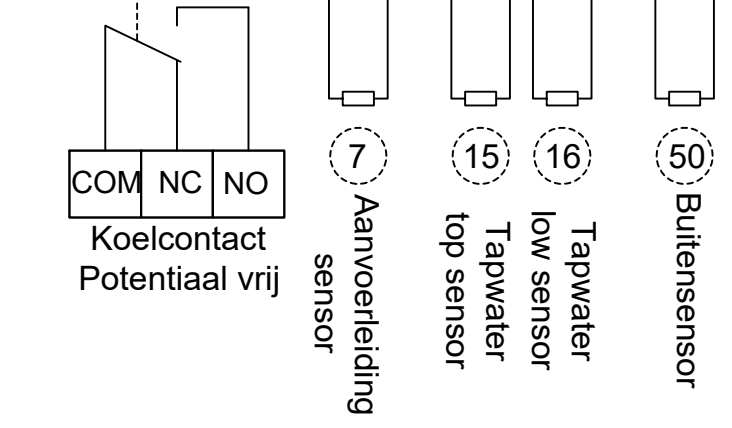 COM NC NO
Koelcontact
Potentiaal vrij
7
Aanvoerleiding
sensor
15
Tapwater
top sensor
16
Tapwater
low sensor
50
Buitensensor